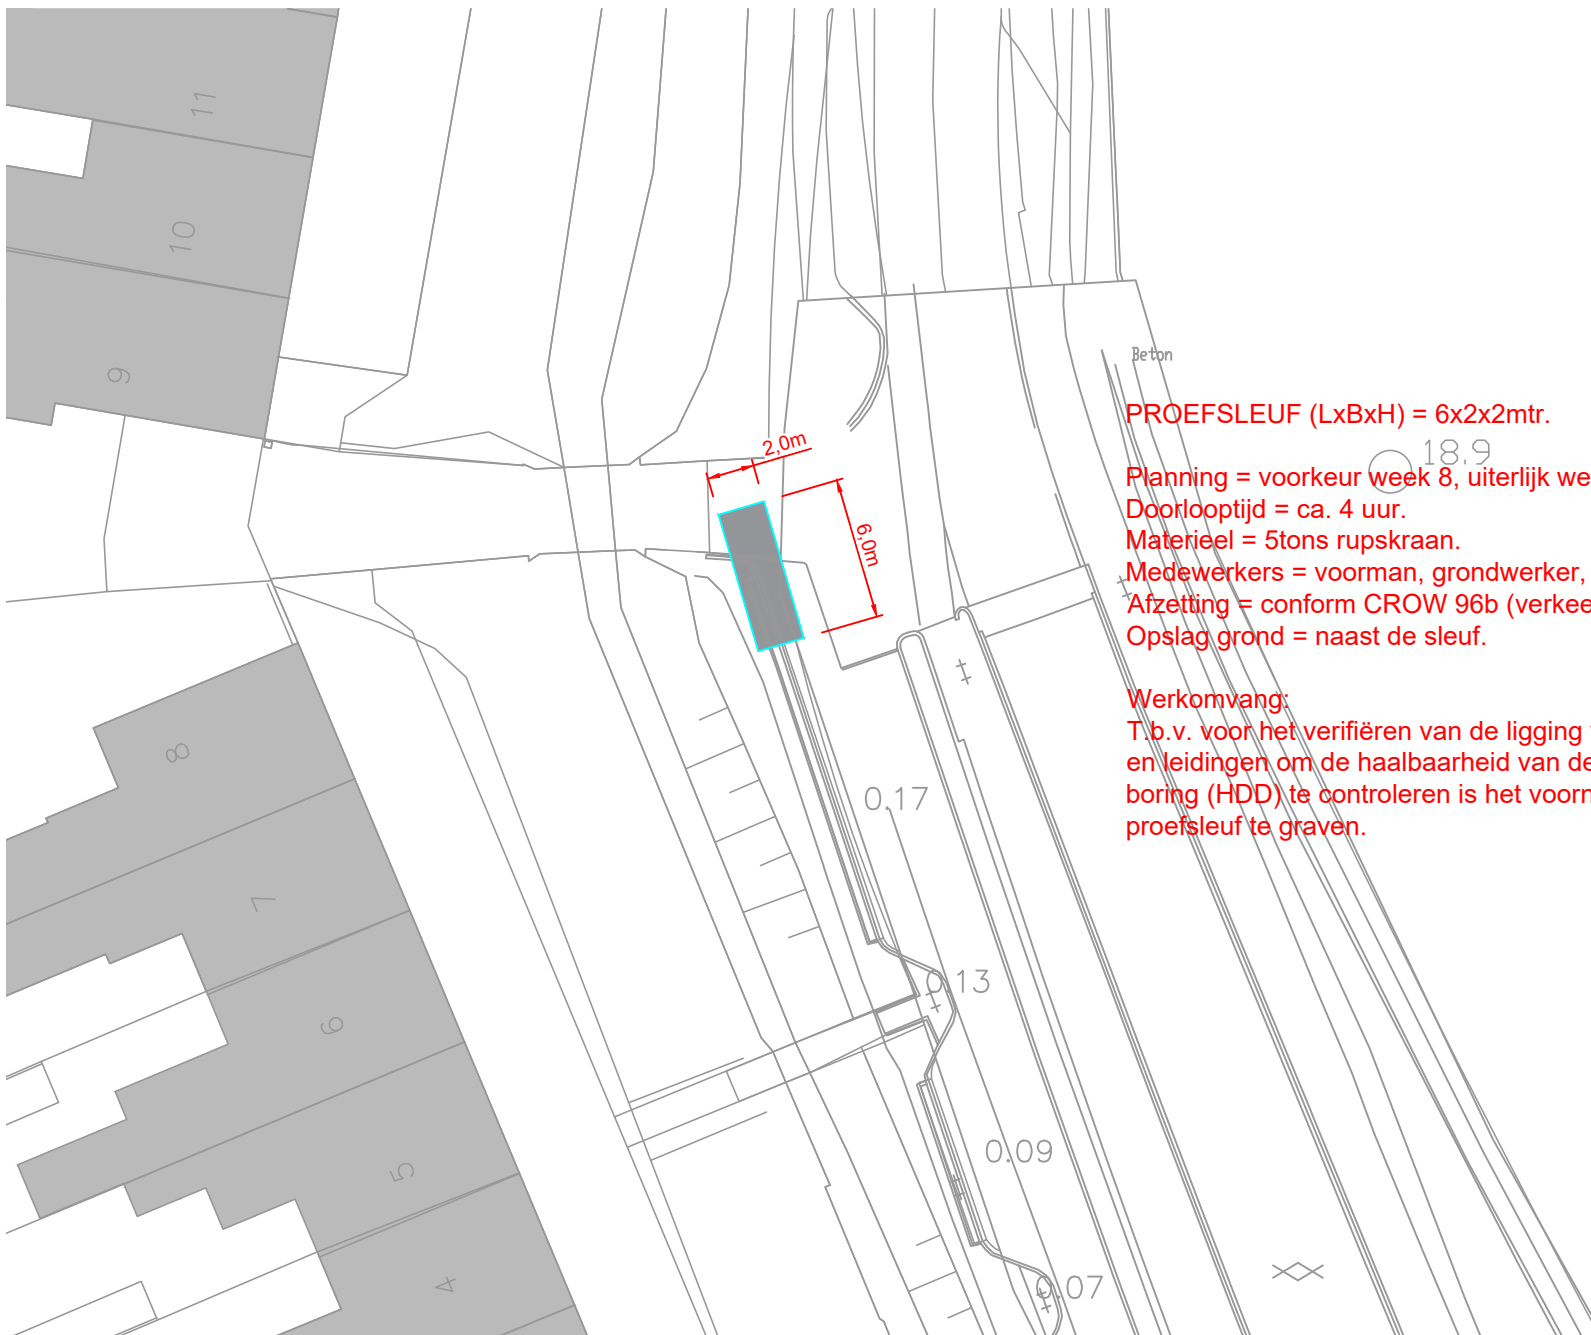 11
10
9
Beton
PROEFSLEUF (LxBxH) = 6x2x2mtr.
2,0m
18.9
Planning = voorkeur week 8, uiterlijk we
Doorlooptijd = ca. 4 uur.
6,0m
Materieel = 5tons rupskraan.
Medewerkers = voorman, grondwerker,
Afzetting = conform CROW 96b (verkee
Opslag grond = naast de sleuf.
Werkomvang:
T.b.v. voor het verifiëren van de ligging
en leidingen om de haalbaarheid van de
boring (HDD) te controleren is het voorn
proefsleuf te graven.
8
0.17
7
0.13
6
0.09
5
0.07
4